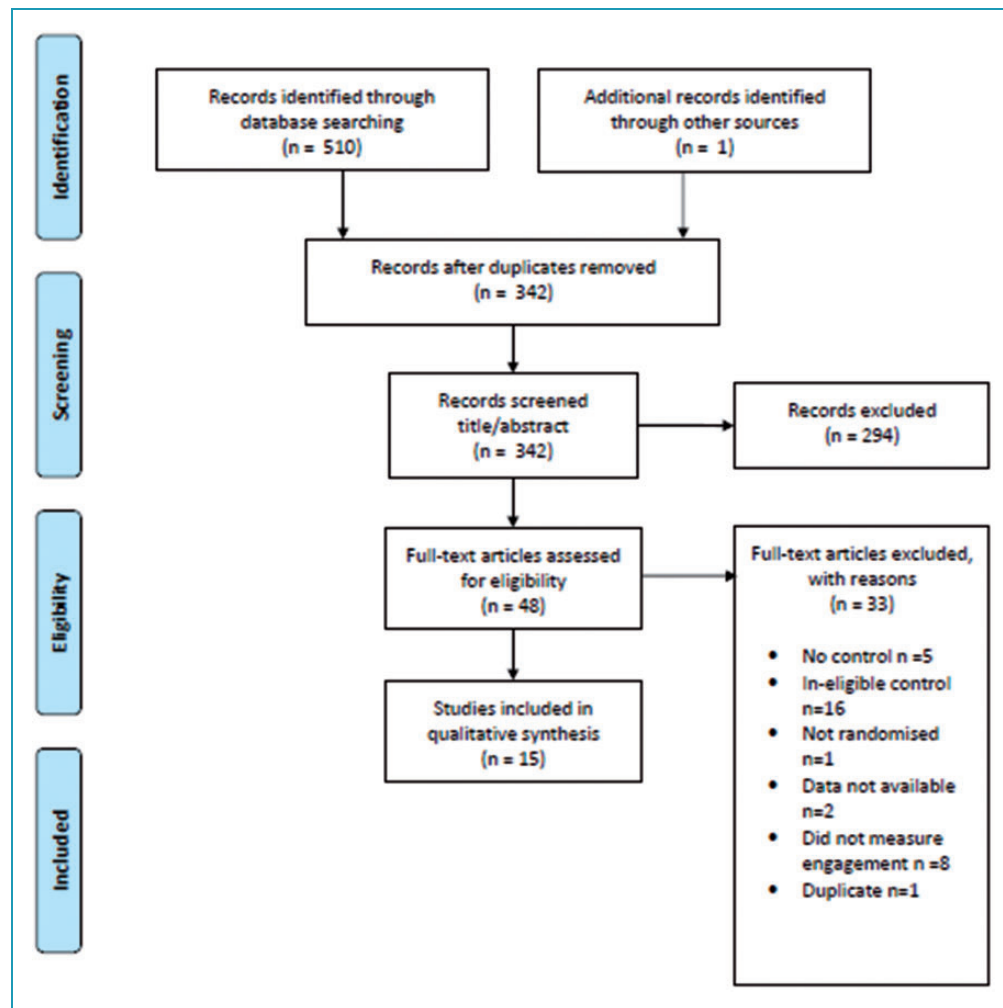 Identification
Records identified through
database searching
(n = 510)
Additional records identified
through other sources
(n = 1)
Records after duplicates removed
(n = 342)
Screening
Records screened
title/abstract
(n = 342)
Records excluded
(n = 294)
Eligibility
Full-text articles assessed
for eligibility
(n = 48)
Full-text articles excluded,
with reasons
(n = 33)
• No control n =5
• In-eligible control
n=16
• Not randomised
n=1
• Data not available
n=2
• Did not measure
engagement n =8
• Duplicate n=1
Studies included in
qualitative synthesis
(n = 15)
Included